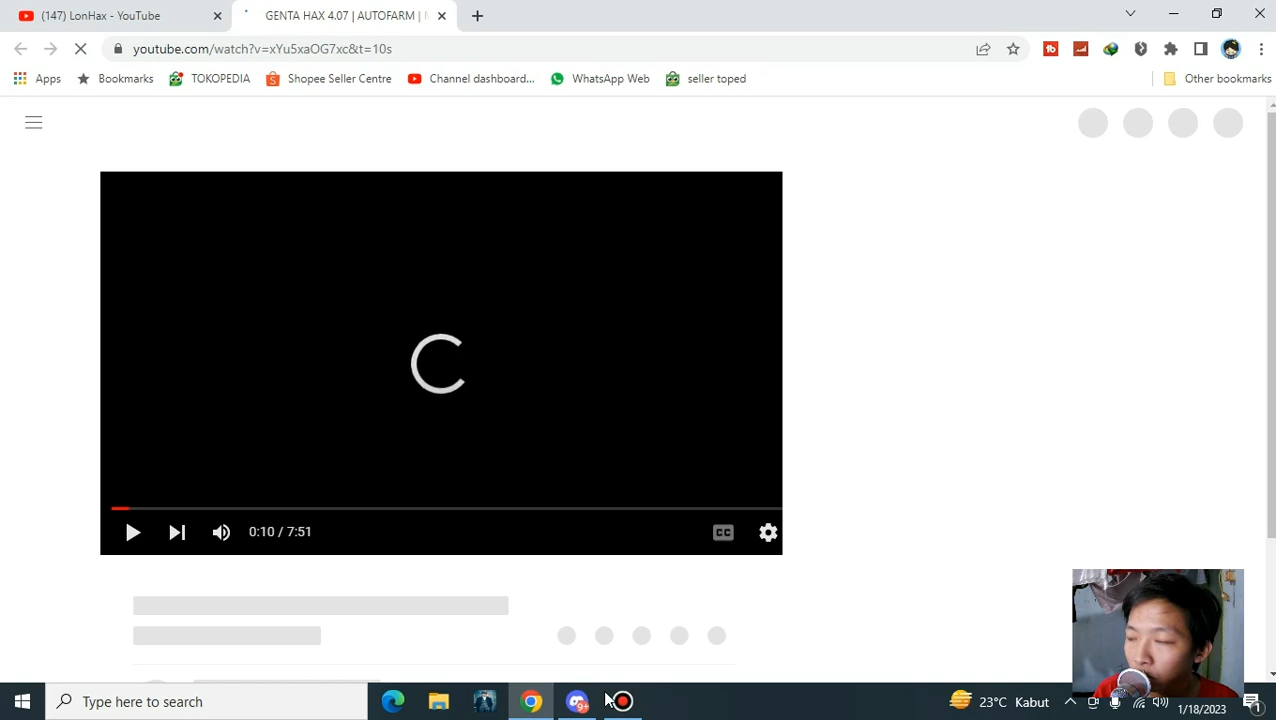 (147) LonHax - YouTube
GENTA HAX 4.07 | AUTOFARM |
youtube.com/watch?v=xYu5xaOG7xc&t=10s
Apps
Bookmarks
TOKOPEDIA
Shopee Seller Centre
Channel dashboard...
WhatsApp Web
seller toped
Other bookmarks
0:10 / 7:51
CC
Type here to search
9+
23°C Kabut
1/18/2023
1